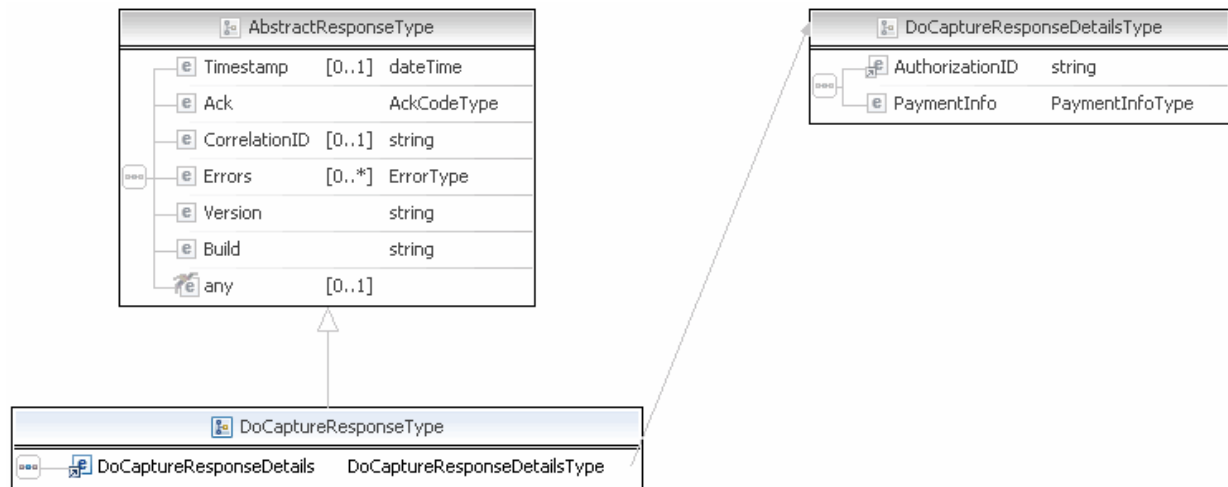 AbstractResponseType
Timestamp [0..1] dateTime
Ack AckCodeType
CorrelationID [0..1] string
Errors [0..*] ErrorType
Version string
Build string
any [0..1]
DoCaptureResponseDetailsType
AuthorizationID string
PaymentInfo PaymentInfoType
DoCaptureResponseType
DoCaptureResponseDetails DoCaptureResponseDetailsType